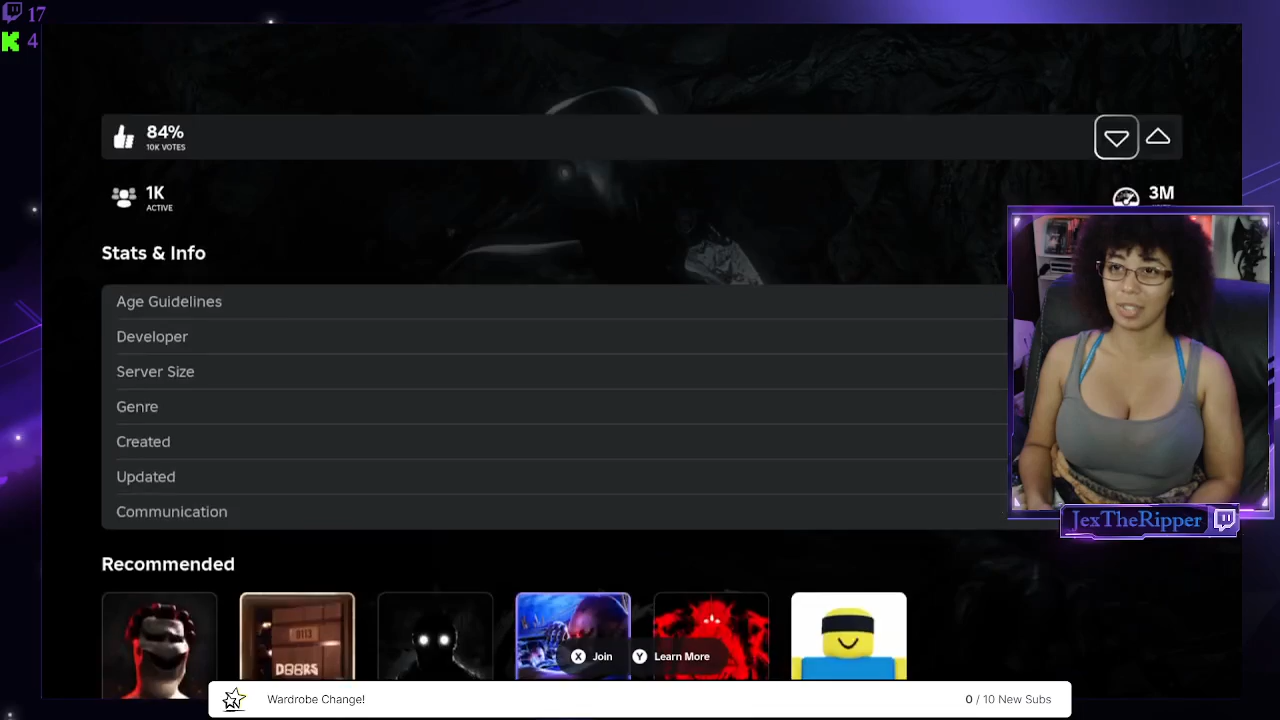 17
4
84%
10K VOTES
1K
ACTIVE
3M
Stats & Info
Age Guidelines
Developer
Server Size
Genre
Created
Updated
Communication
JexTheRipper
Recommended
0113
DOORS
X Join
Y Learn More
Wardrobe Change!
0 / 10 New Subs